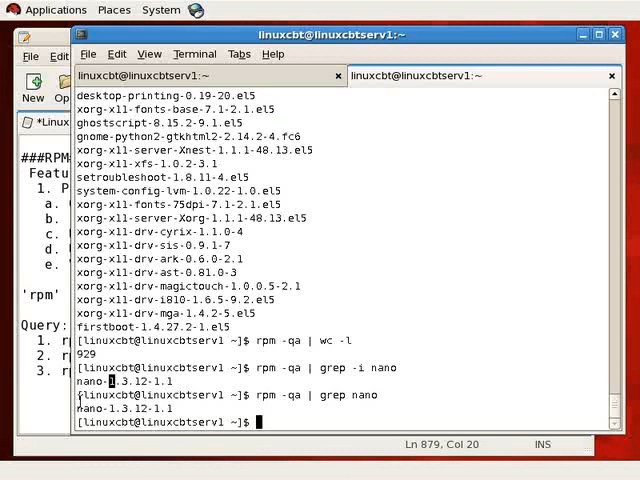 Applications Places System
linuxcbt@linuxcbtserv1:~
File Edit
File Edit View Terminal Tabs Help
linuxcbt@linuxcbtserv1:~ linuxcbt@linuxcbtserv1:~
New Op
*Linux
desktop-printing-0.19-20.el5
xorg-x11-fonts-base-7.1-2.1.el5
ghostscript-8.15.2-9.1.el5
gnome-python2-gtkhtml2-2.14.2-4.fc6
xorg-x11-server-Xnest-1.1.1-48.13.el5
xorg-x11-xfs-1.0.2-3.1
setroubleshoot-1.8.11-4.el5
system-config-lvm-1.0.22-1.0.el5
xorg-x11-fonts-75dpi-7.1-2.1.el5
xorg-x11-server-Xorg-1.1.1-48.13.el5
xorg-x11-drv-cyrix-1.1.0-4
xorg-x11-drv-sis-0.9.1-7
xorg-x11-drv-ark-0.6.0-2.1
xorg-x11-drv-ast-0.81.0-3
xorg-x11-drv-magictouch-1.0.0.5-2.1
xorg-x11-drv-i810-1.6.5-9.2.el5
xorg-x11-drv-mga-1.4.2-5.el5
firstboot-1.4.27.2-1.el5
[linuxcbt@linuxcbtserv1 ~]$ rpm -qa | wc -l
929
[linuxcbt@linuxcbtserv1 ~]$ rpm -qa | grep -i nano
nano-1.3.12-1.1
[linuxcbt@linuxcbtserv1 ~]$ rpm -qa | grep nano
nano-1.3.12-1.1
[linuxcbt@linuxcbtserv1 ~]$
###RPM
Featu
1. P
a.
b.
c.
d.
e.
'rpm'
Query:
1. r
2. r
3. r
Ln 879, Col 20 INS